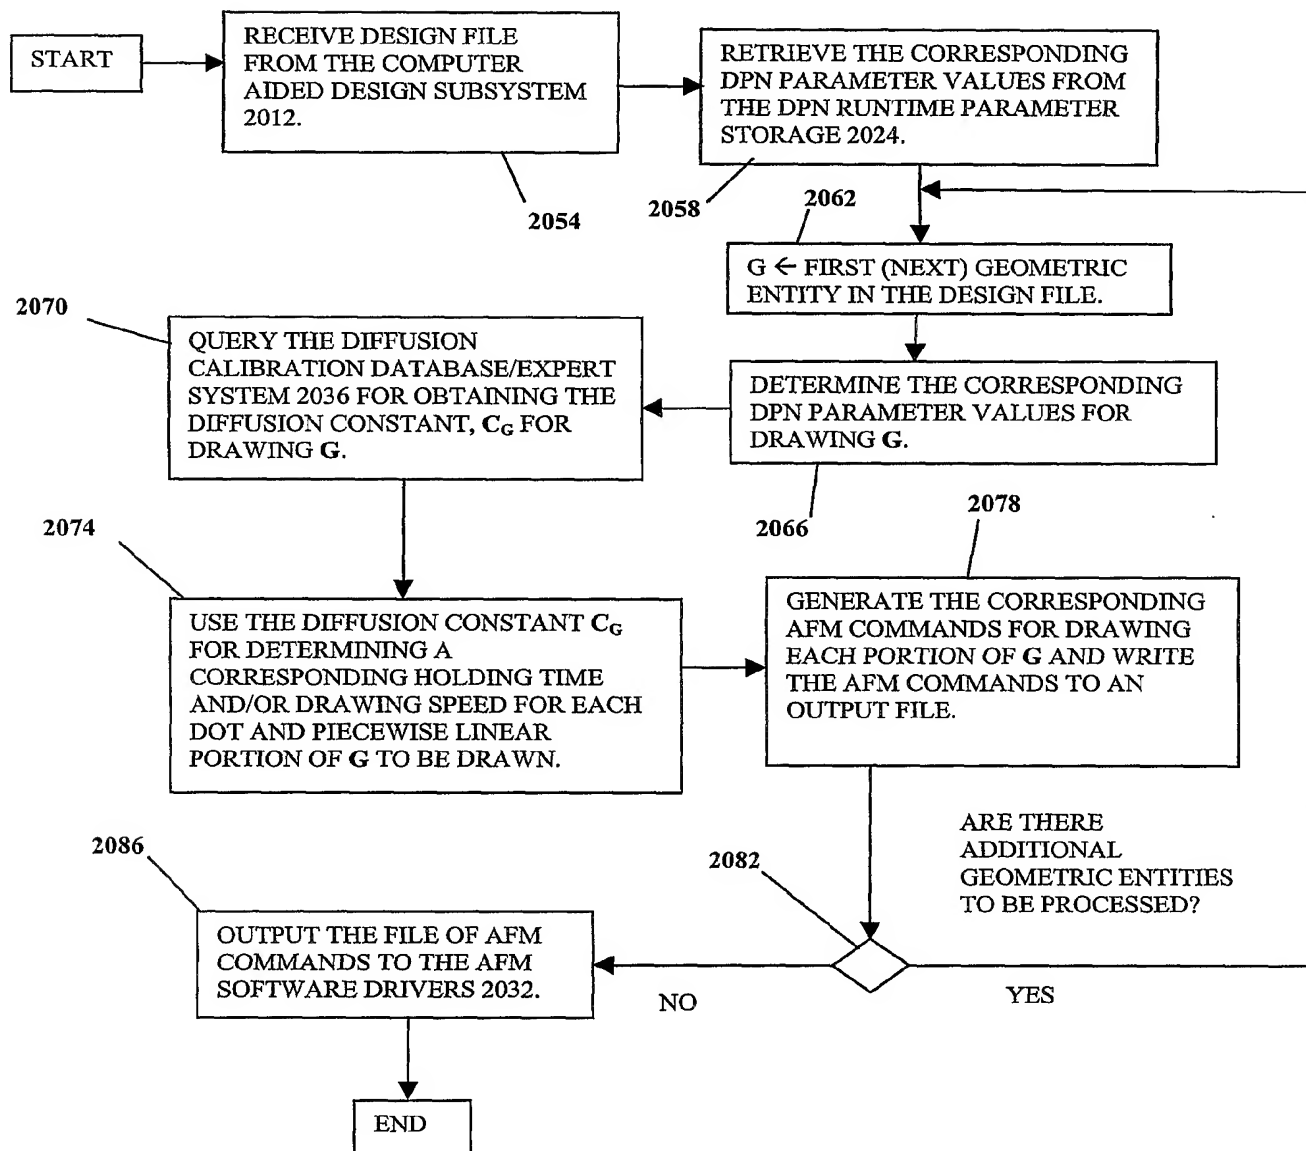 START
RECEIVE DESIGN FILE
FROM THE COMPUTER
AIDED DESIGN SUBSYSTEM
2012.
2054
RETRIEVE THE CORRESPONDING
DPN PARAMETER VALUES FROM
THE DPN RUNTIME PARAMETER
STORAGE 2024.
2058
2062
G ← FIRST (NEXT) GEOMETRIC
ENTITY IN THE DESIGN FILE.
DETERMINE THE CORRESPONDING
DPN PARAMETER VALUES FOR
DRAWING G.
2066
2070
QUERY THE DIFFUSION
CALIBRATION DATABASE/EXPERT
SYSTEM 2036 FOR OBTAINING THE
DIFFUSION CONSTANT, C_G FOR
DRAWING G.
2074
USE THE DIFFUSION CONSTANT C_G
FOR DETERMINING A
CORRESPONDING HOLDING TIME
AND/OR DRAWING SPEED FOR EACH
DOT AND PIECEWISE LINEAR
PORTION OF G TO BE DRAWN.
2078
GENERATE THE CORRESPONDING
AFM COMMANDS FOR DRAWING
EACH PORTION OF G AND WRITE
THE AFM COMMANDS TO AN
OUTPUT FILE.
ARE THERE
ADDITIONAL
GEOMETRIC ENTITIES
TO BE PROCESSED?
2082
YES
NO
2086
OUTPUT THE FILE OF AFM
COMMANDS TO THE AFM
SOFTWARE DRIVERS 2032.
END